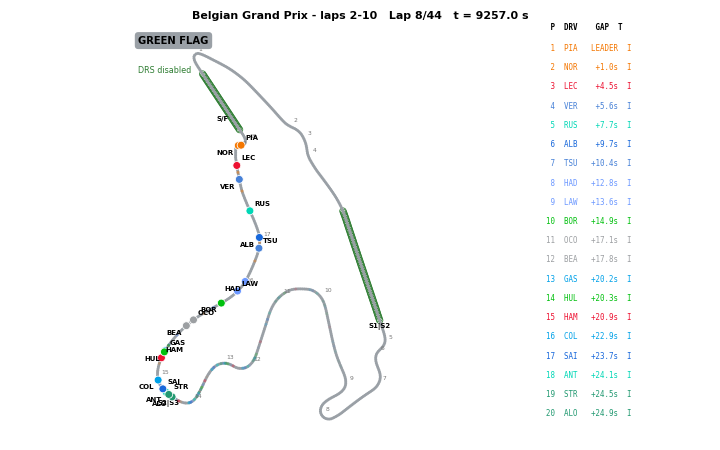 Belgian Grand Prix - laps 2-10   Lap 8/44   t = 9257.0 s
GREEN FLAG
DRS disabled
P  DRV    GAP  T
1  PIA   LEADER  I
2  NOR    +1.0s  I
3  LEC    +4.5s  I
4  VER    +5.6s  I
5  RUS    +7.7s  I
6  ALB    +9.7s  I
7  TSU   +10.4s  I
8  HAD   +12.8s  I
9  LAW   +13.6s  I
10  BOR   +14.9s  I
11  OCO   +17.1s  I
12  BEA   +17.8s  I
13  GAS   +20.2s  I
14  HUL   +20.3s  I
15  HAM   +20.9s  I
16  COL   +22.9s  I
17  SAI   +23.7s  I
18  ANT   +24.1s  I
19  STR   +24.5s  I
20  ALO   +24.9s  I
S/F
2
3
4
PIA
NOR
LEC
VER
RUS
17
TSU
ALB
LAW
HAD
11
10
BOR
OCO
S1|S2
BEA
5
GAS
HAM
HUL
13
12
15
SAI
COL
STR
9
7
14
ANT
S2|S3
8